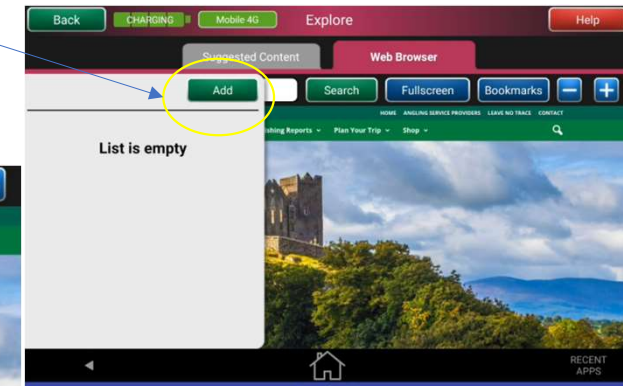 Back CHARGING Mobile 4G Explore Help
Suggested Content Web Browser
Add Search Fullscreen Bookmarks − +
HOME ANGLING SERVICE PROVIDERS LEAVE NO TRACE CONTACT
ishing Reports Plan Your Trip Shop
List is empty
RECENT
APPS